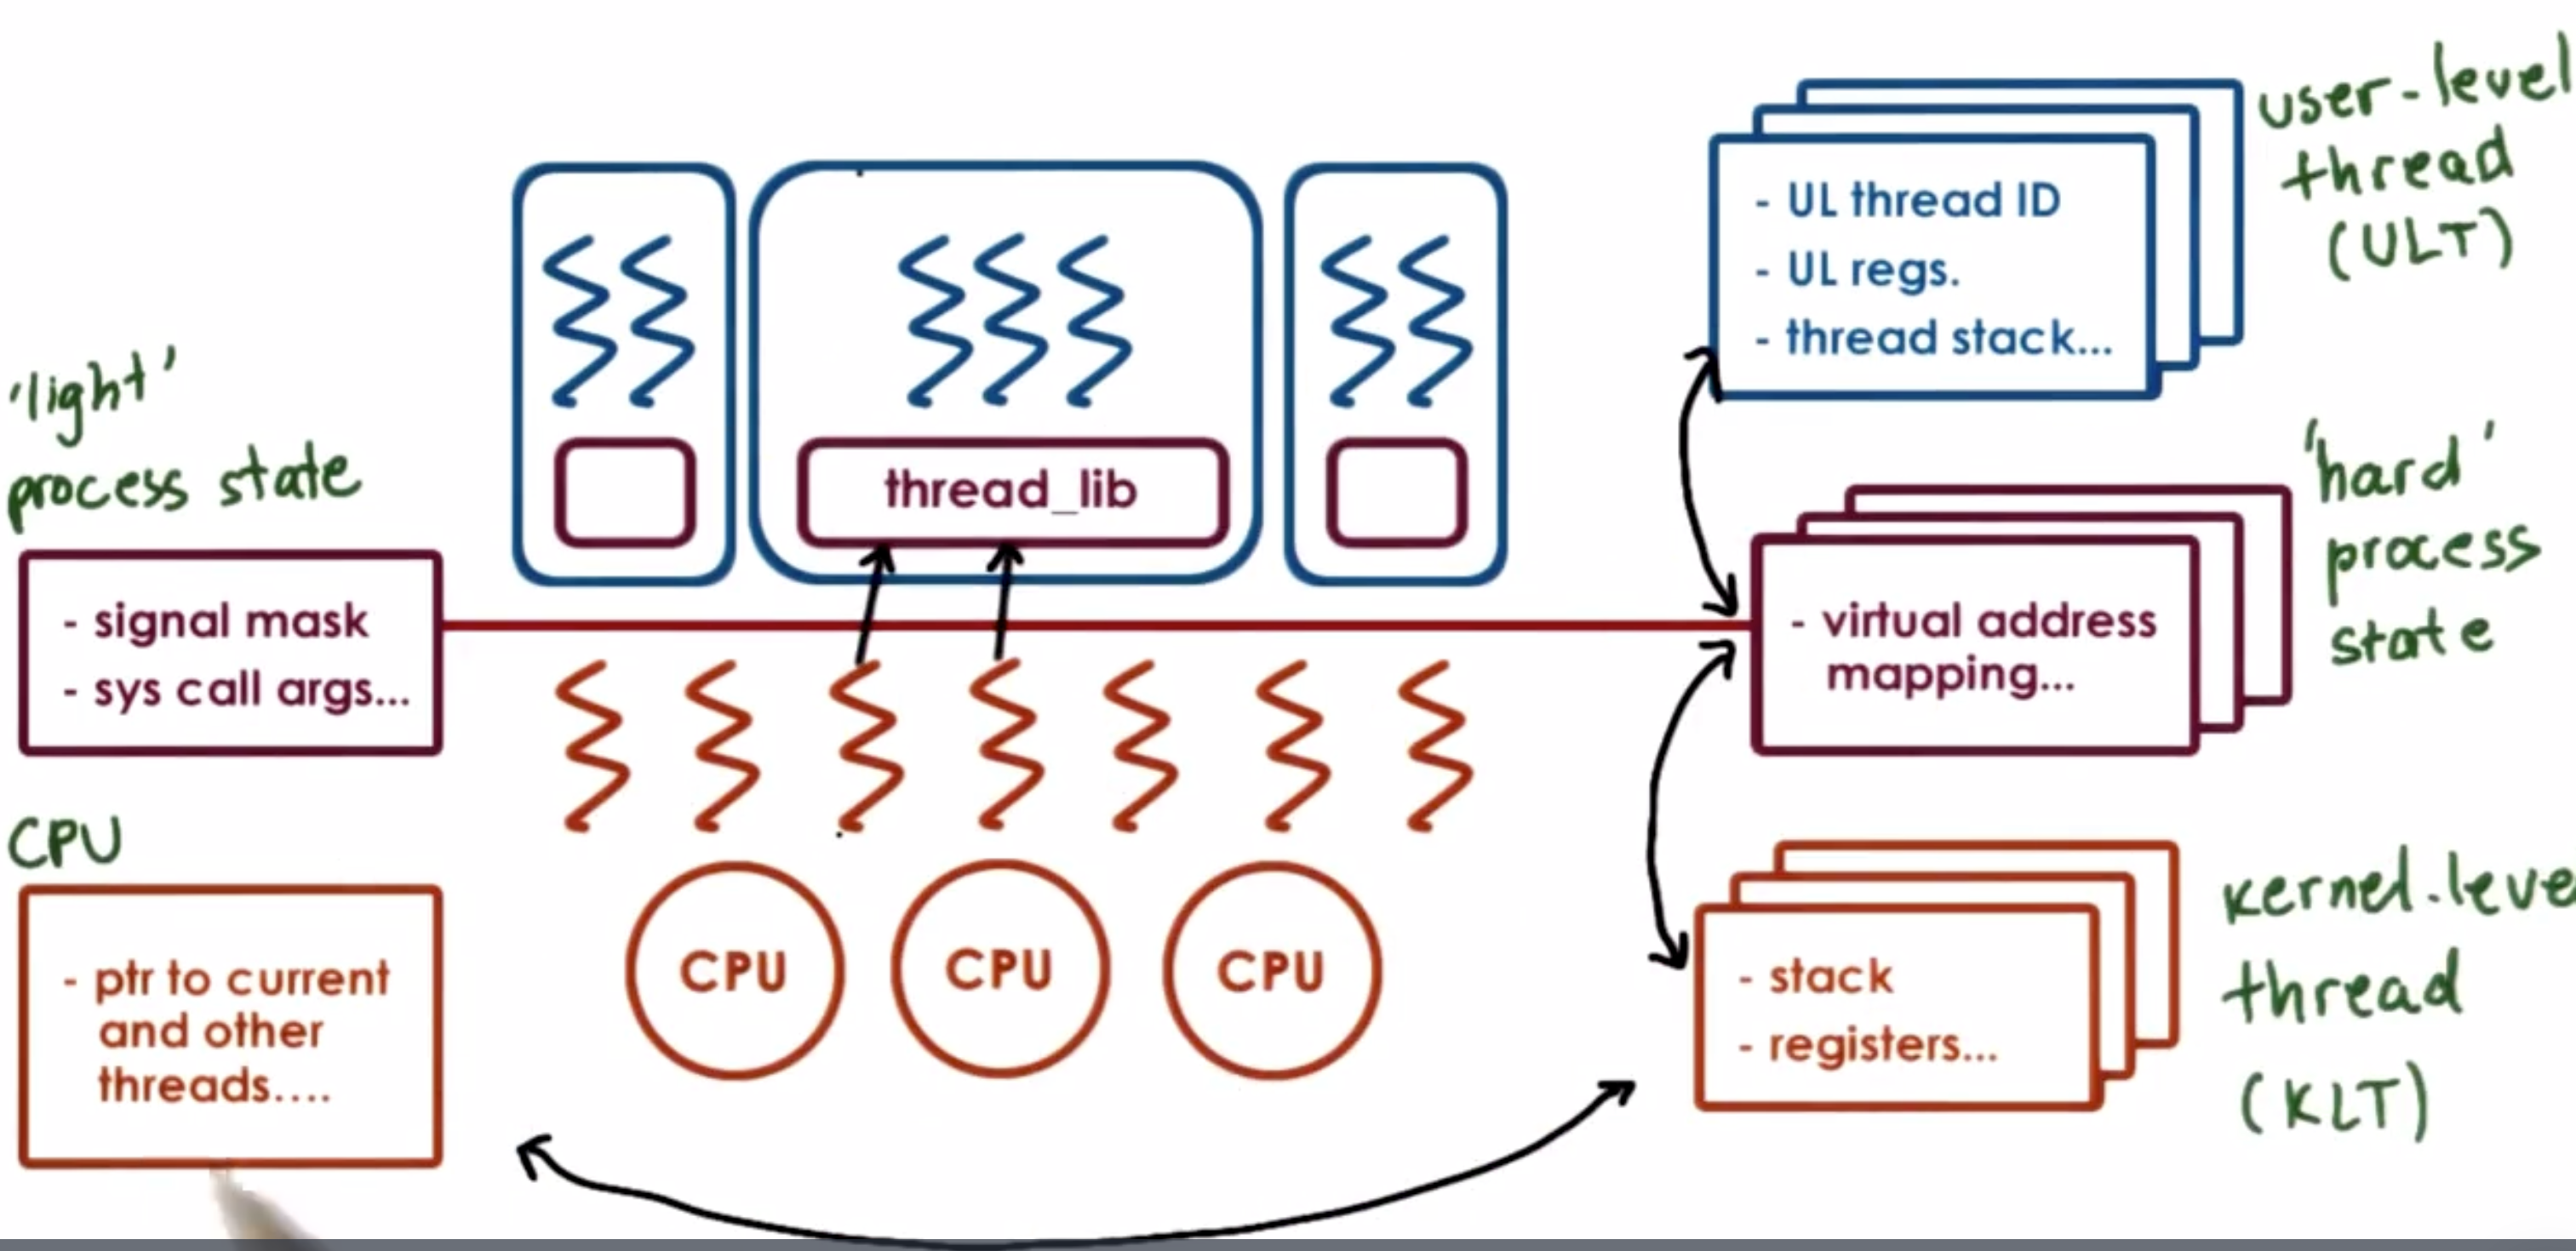 'light'
process state
- signal mask
- sys call args...
CPU
- ptr to current
and other
threads....
thread_lib
CPU
CPU
CPU
user-level
thread
(ULT)
- UL thread ID
- UL regs.
- thread stack...
'hard'
process
state
- virtual address
mapping...
kernel-leve
thread
(KLT)
- stack
- registers...